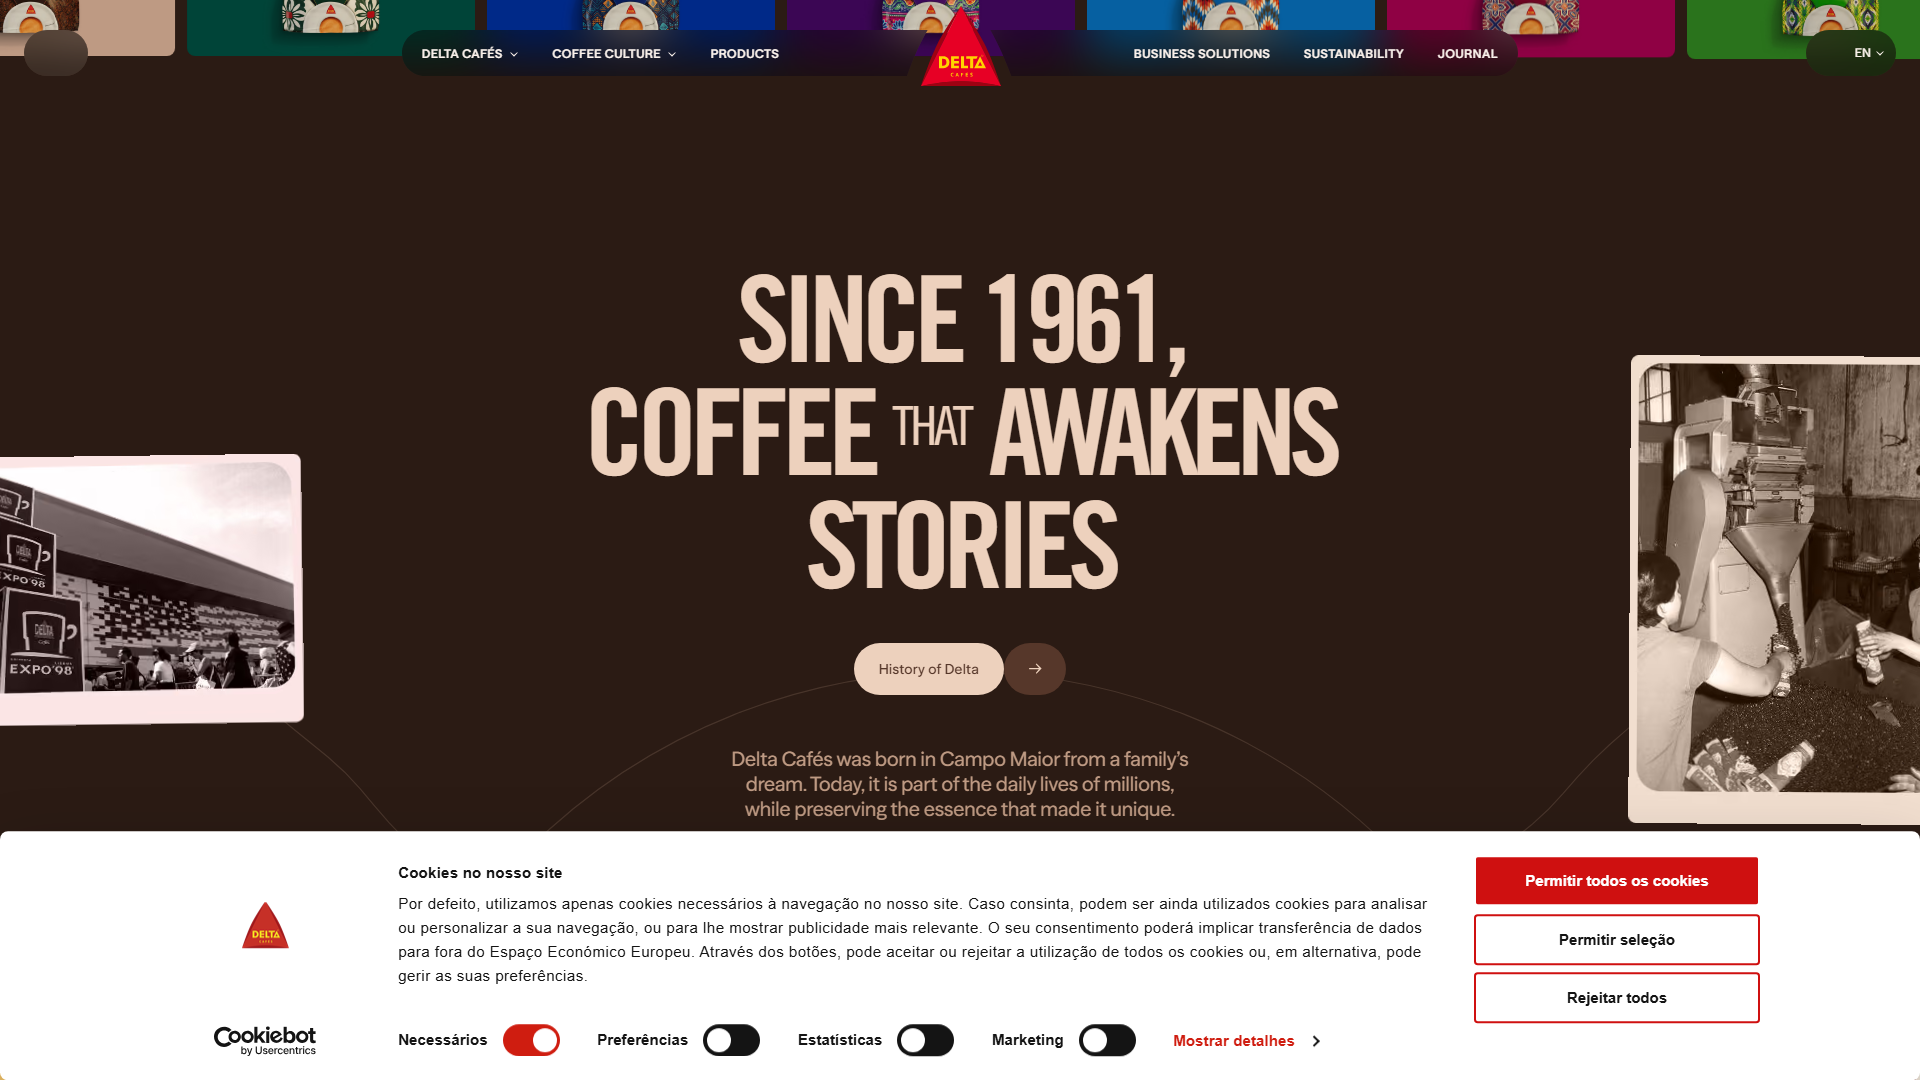 DELTA CAFÉS
COFFEE CULTURE
PRODUCTS
DELTA
CAFÉS
BUSINESS SOLUTIONS
SUSTAINABILITY
JOURNAL
EN
SINCE 1961,
COFFEE THAT AWAKENS
STORIES
History of Delta
Delta Cafés was born in Campo Maior from a family’s
dream. Today, it is part of the daily lives of millions,
while preserving the essence that made it unique.
DELTA
EXPO'98
DELTA
EXPO'98
Cookies no nosso site
Por defeito, utilizamos apenas cookies necessários à navegação no nosso site. Caso consinta, podem ser ainda utilizados cookies para analisar
ou personalizar a sua navegação, ou para lhe mostrar publicidade mais relevante. O seu consentimento poderá implicar transferência de dados
para fora do Espaço Económico Europeu. Através dos botões, pode aceitar ou rejeitar a utilização de todos os cookies ou, em alternativa, pode
gerir as suas preferências.
DELTA
CAFÉS
Cookiebot
by Usercentrics
Necessários
Preferências
Estatísticas
Marketing
Mostrar detalhes
Permitir todos os cookies
Permitir seleção
Rejeitar todos